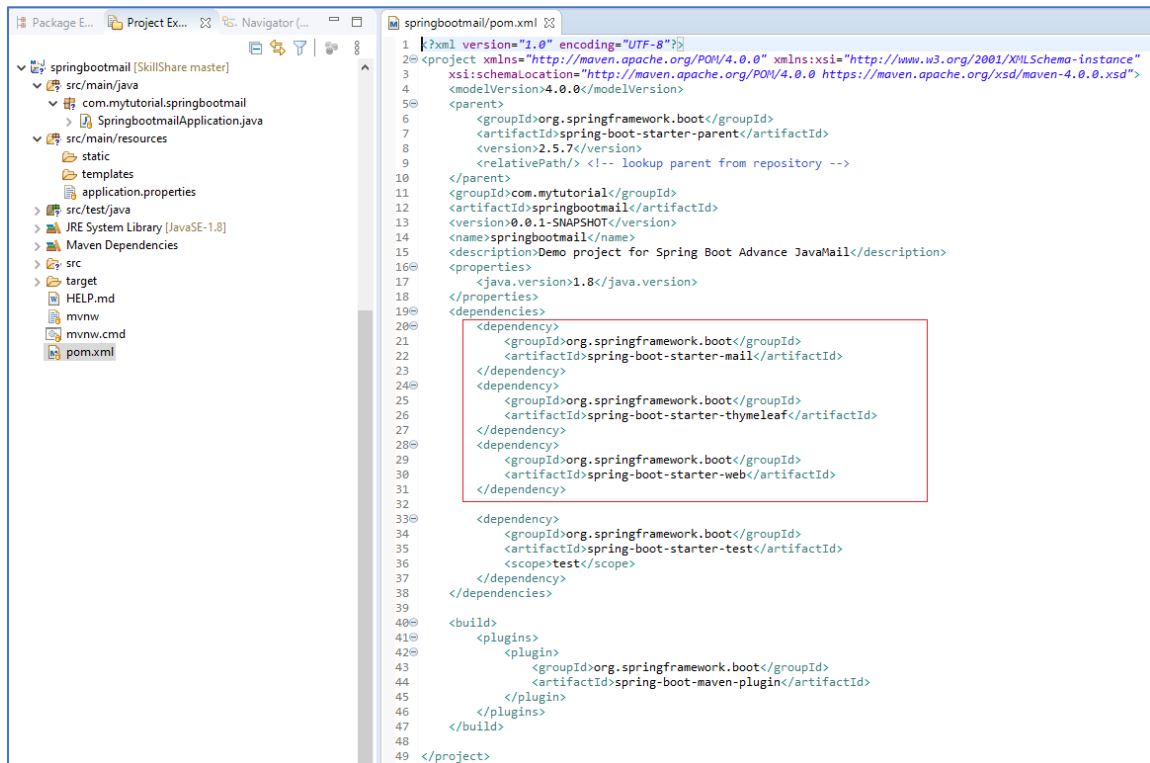 Package E... Project Ex... Navigator (...
springbootmail [SkillShare master]
src/main/java
com.mytutorial.springbootmail
SpringbootmailApplication.java
src/main/resources
static
templates
application.properties
src/test/java
JRE System Library [JavaSE-1.8]
Maven Dependencies
src
target
HELP.md
mvnw
mvnw.cmd
pom.xml
springbootmail/pom.xml
1 <?xml version="1.0" encoding="UTF-8"?>
2 <project xmlns="http://maven.apache.org/POM/4.0.0" xmlns:xsi="http://www.w3.org/2001/XMLSchema-instance"
3 xsi:schemaLocation="http://maven.apache.org/POM/4.0.0 https://maven.apache.org/xsd/maven-4.0.0.xsd">
4 <modelVersion>4.0.0</modelVersion>
5 <parent>
6 <groupId>org.springframework.boot</groupId>
7 <artifactId>spring-boot-starter-parent</artifactId>
8 <version>2.5.7</version>
9 <relativePath/> <!-- lookup parent from repository -->
10 </parent>
11 <groupId>com.mytutorial</groupId>
12 <artifactId>springbootmail</artifactId>
13 <version>0.0.1-SNAPSHOT</version>
14 <name>springbootmail</name>
15 <description>Demo project for Spring Boot Advance JavaMail</description>
16 <properties>
17 <java.version>1.8</java.version>
18 </properties>
19 <dependencies>
20 <dependency>
21 <groupId>org.springframework.boot</groupId>
22 <artifactId>spring-boot-starter-mail</artifactId>
23 </dependency>
24 <dependency>
25 <groupId>org.springframework.boot</groupId>
26 <artifactId>spring-boot-starter-thymeleaf</artifactId>
27 </dependency>
28 <dependency>
29 <groupId>org.springframework.boot</groupId>
30 <artifactId>spring-boot-starter-web</artifactId>
31 </dependency>
32
33 <dependency>
34 <groupId>org.springframework.boot</groupId>
35 <artifactId>spring-boot-starter-test</artifactId>
36 <scope>test</scope>
37 </dependency>
38 </dependencies>
39
40 <build>
41 <plugins>
42 <plugin>
43 <groupId>org.springframework.boot</groupId>
44 <artifactId>spring-boot-maven-plugin</artifactId>
45 </plugin>
46 </plugins>
47 </build>
48
49 </project>